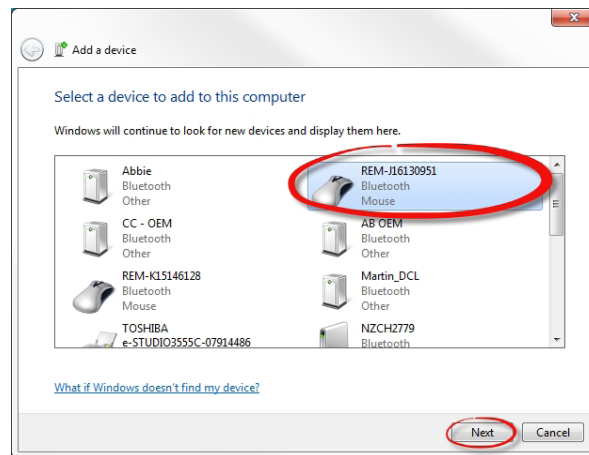 Add a device
Select a device to add to this computer
Windows will continue to look for new devices and display them here.
Abbie
Bluetooth
Other
REM-J16130951
Bluetooth
Mouse
CC - OEM
Bluetooth
Other
AB OEM
Bluetooth
Other
REM-K15146128
Bluetooth
Mouse
Martin_DCL
Bluetooth
Other
TOSHIBA
e-STUDIO3555C-07914486
NZCH2779
Bluetooth
What if Windows doesn't find my device?
Next
Cancel